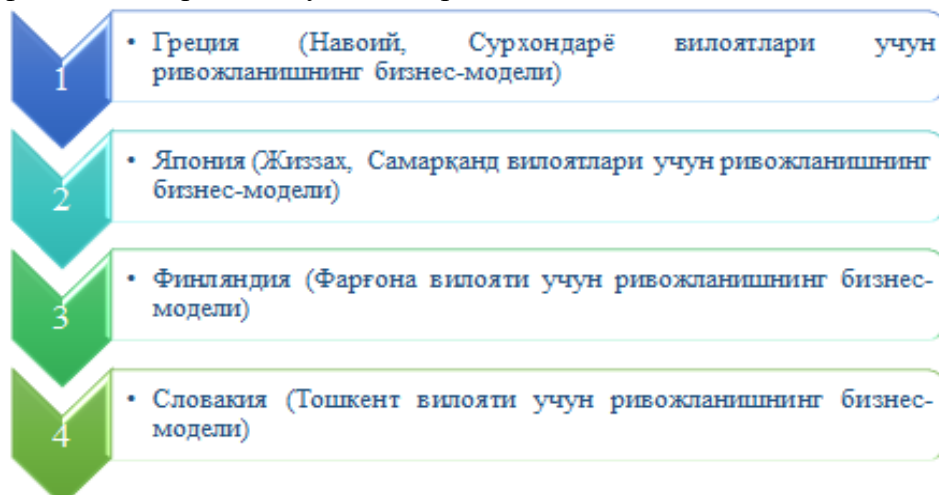 1
• Греция (Навоий, Сурхондарё вилоятлари учун
ривожланишнинг бизнес-модели)
2
• Япония (Жиззах, Самарқанд вилоятлари учун ривожланишнинг
бизнес-модели)
3
• Финляндия (Фарғона вилояти учун ривожланишнинг бизнес-
модели)
4
• Словакия (Тошкент вилояти учун ривожланишнинг бизнес-
модели)